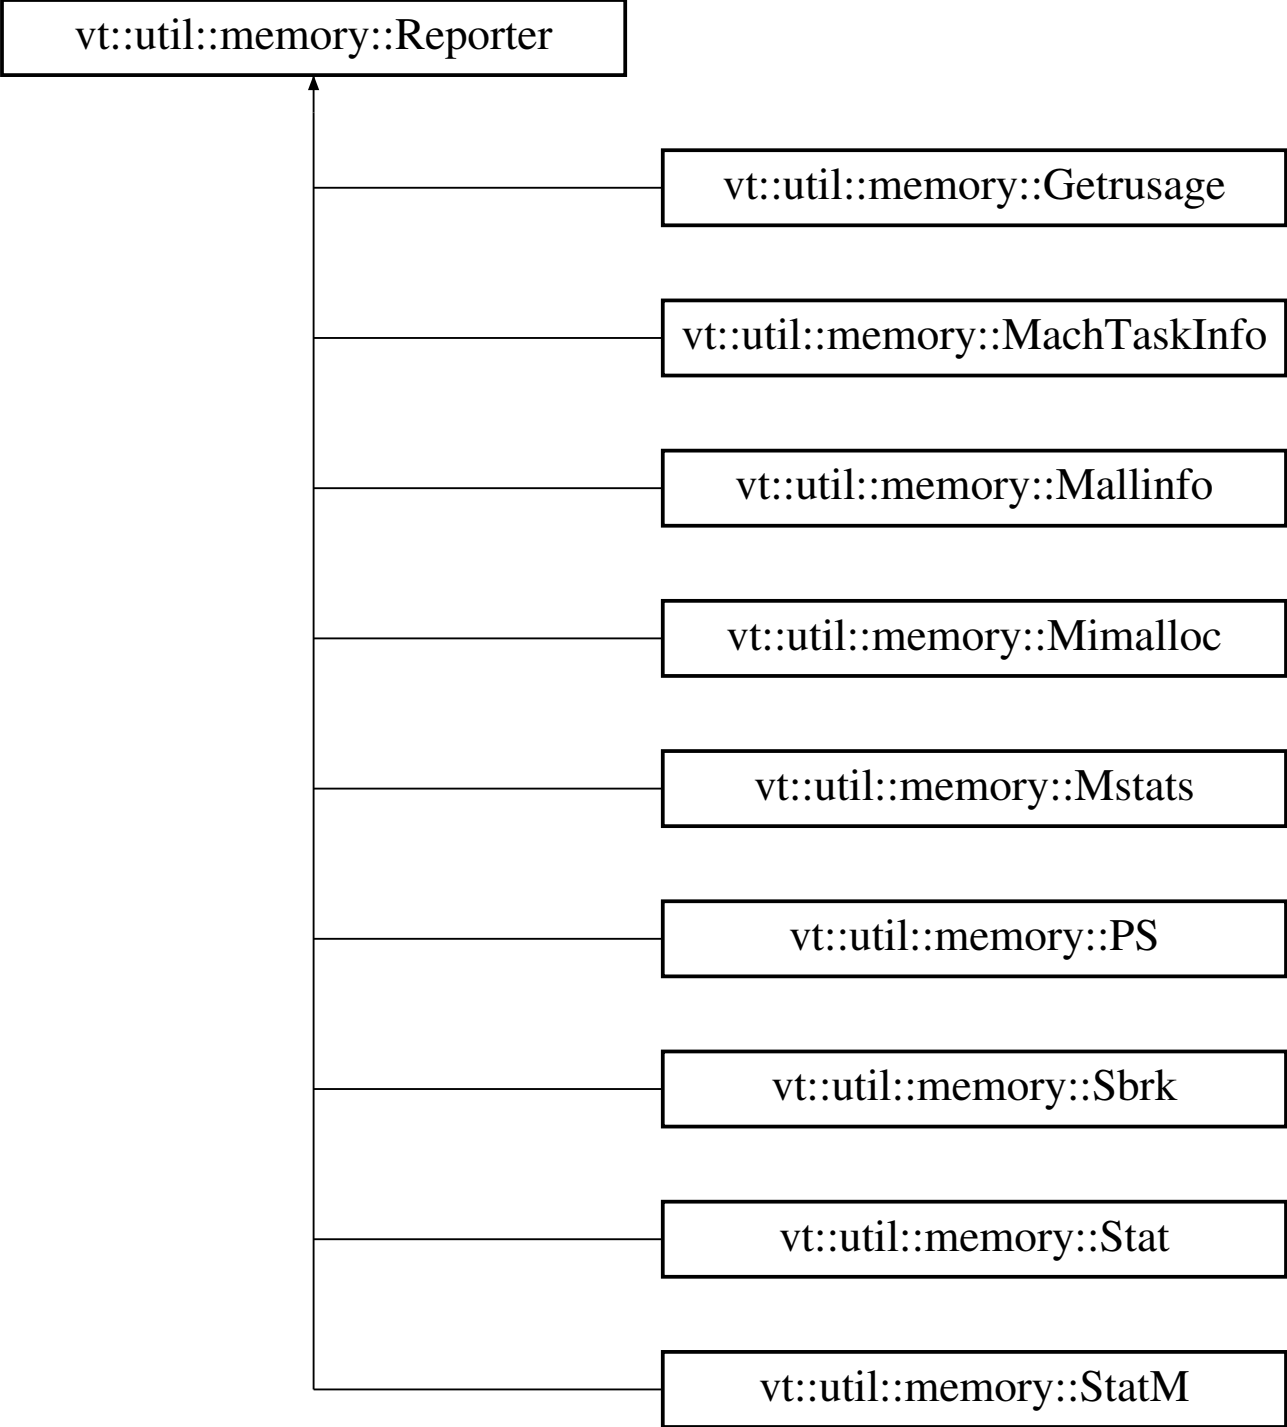 vt::util::memory::Reporter
vt::util::memory::Getrusage
vt::util::memory::MachTaskInfo
vt::util::memory::Mallinfo
vt::util::memory::Mimalloc
vt::util::memory::Mstats
vt::util::memory::PS
vt::util::memory::Sbrk
vt::util::memory::Stat
vt::util::memory::StatM